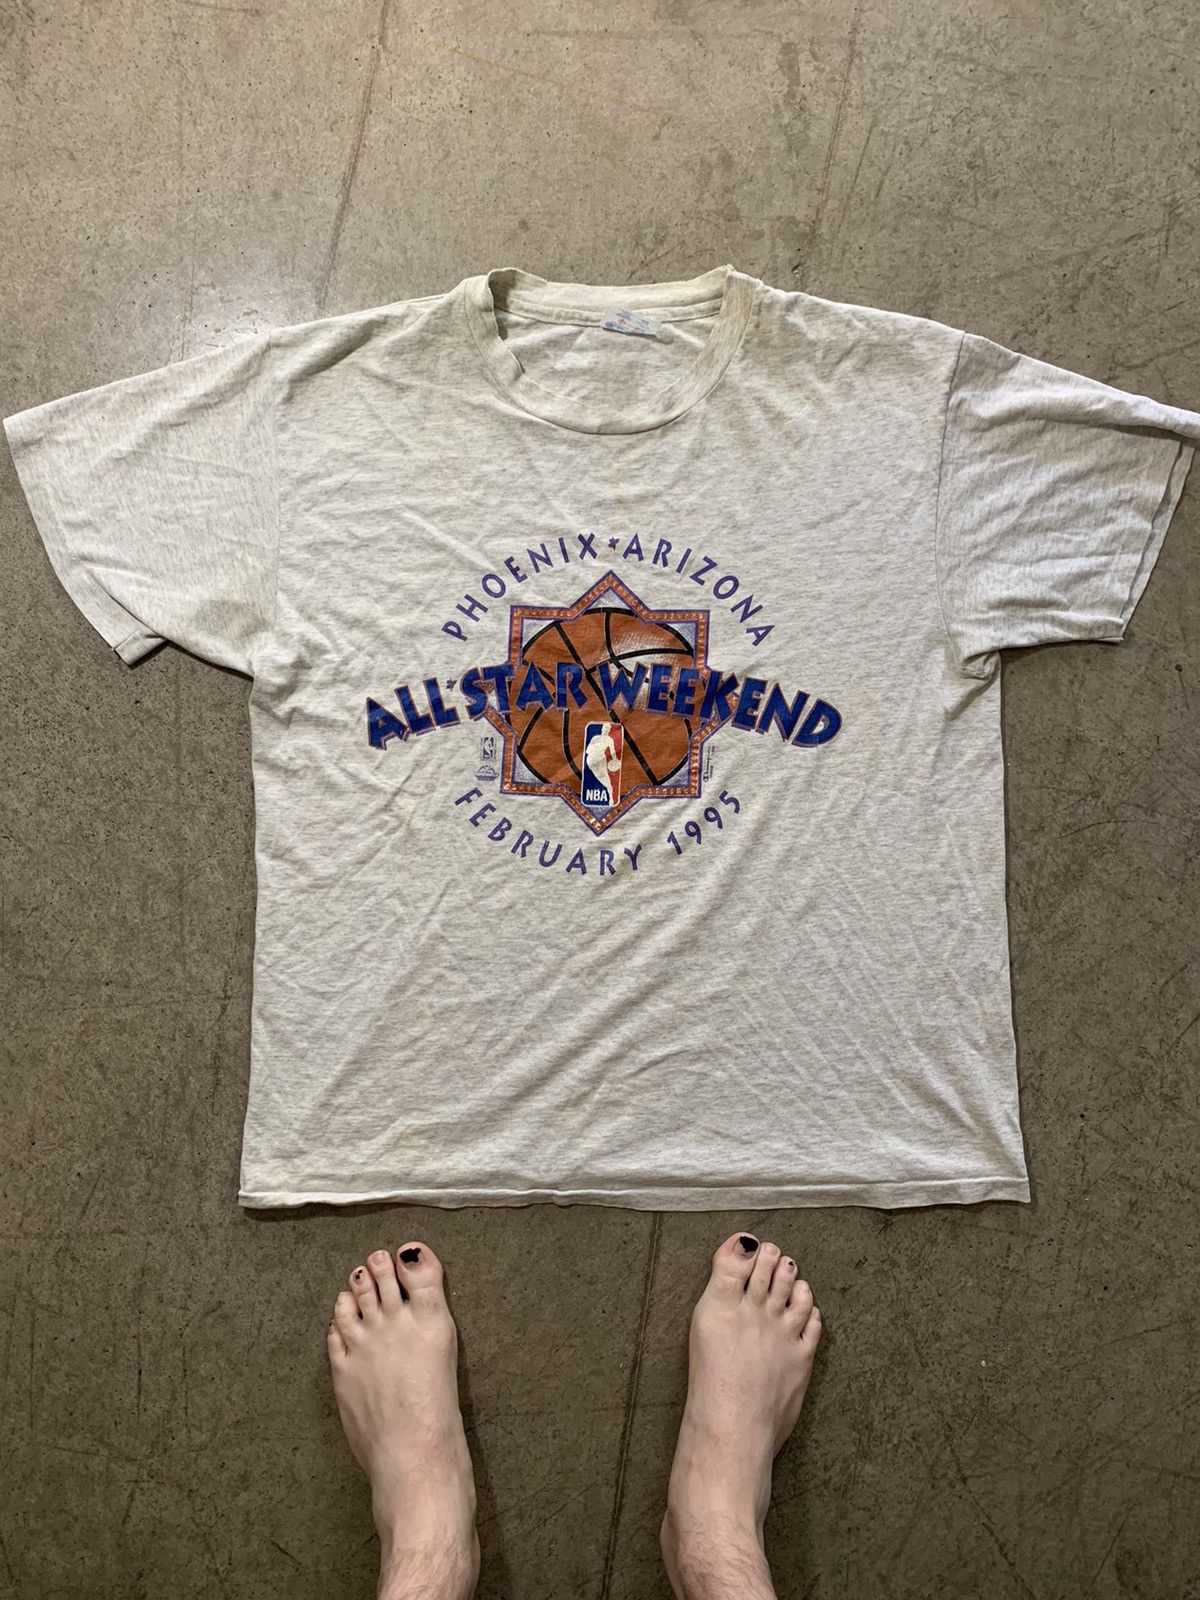 PHOENIX★ARIZONA
ALL★STAR WEEKEND
NBA
FEBRUARY 1995